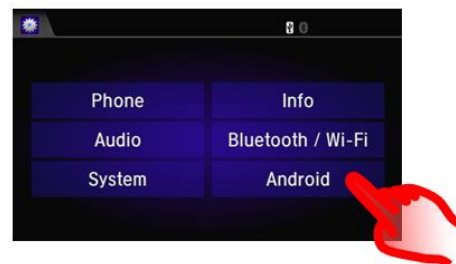 Phone
Info
Audio
Bluetooth / Wi-Fi
System
Android